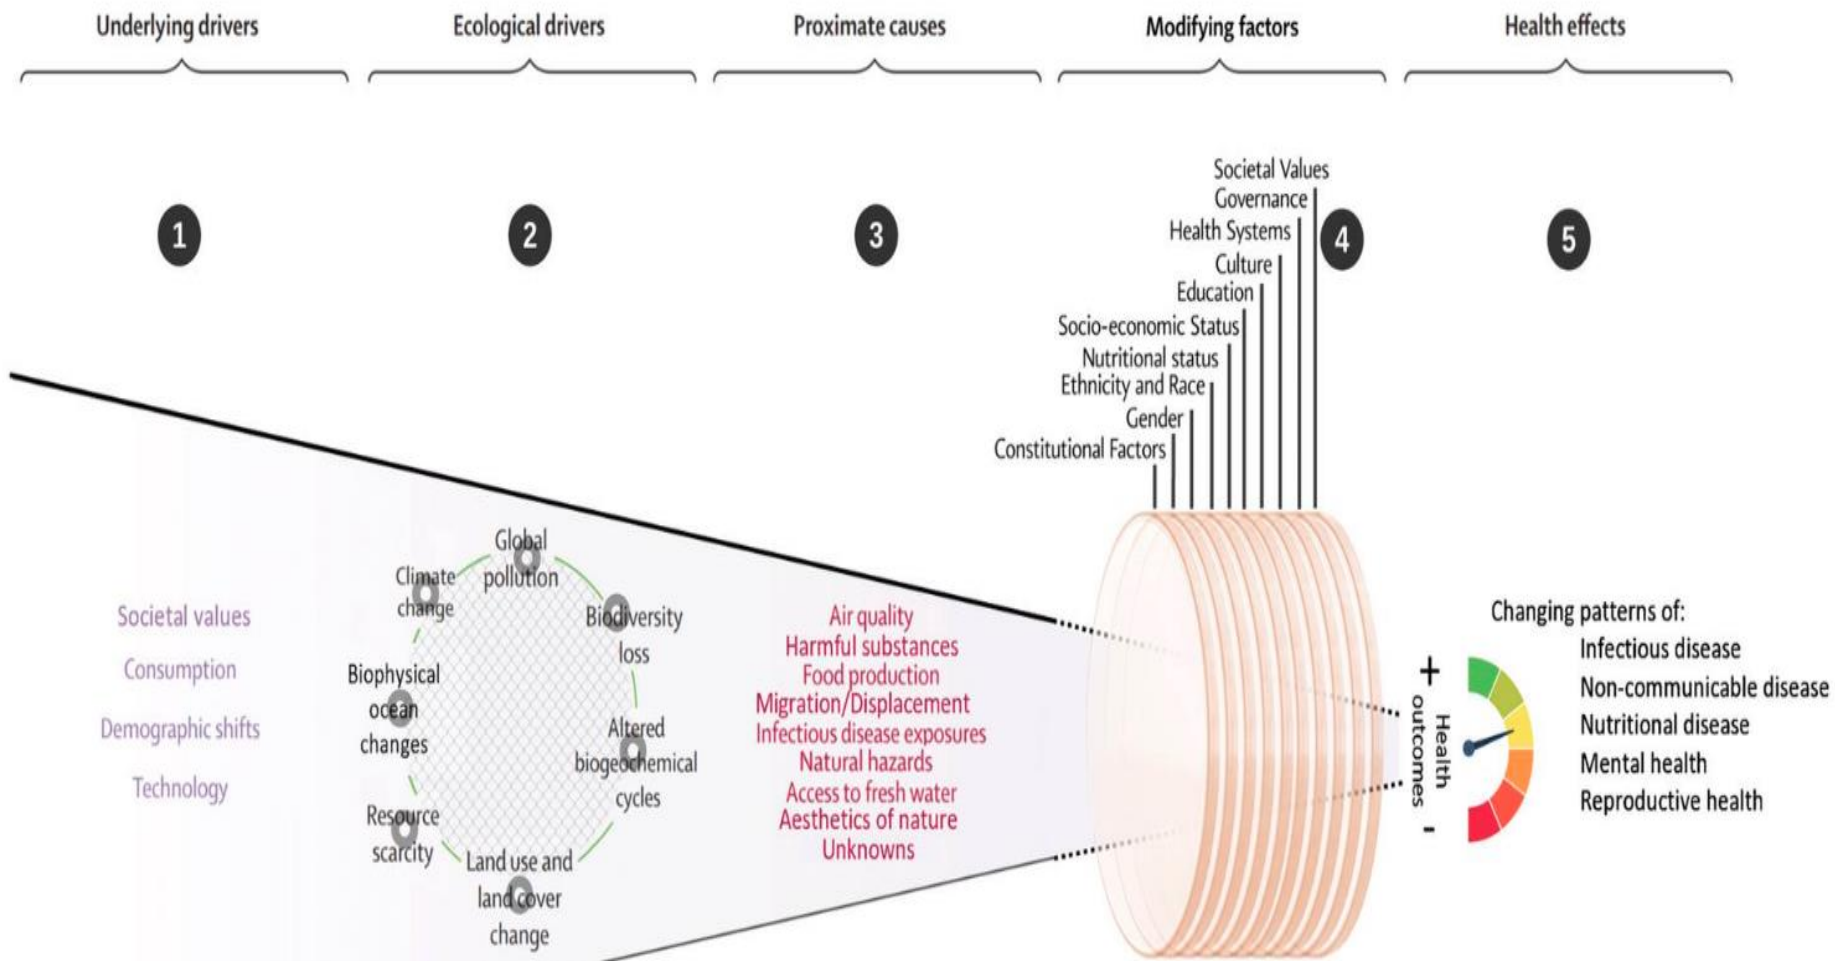 Underlying drivers
Ecological drivers
Proximate causes
Modifying factors
Health effects
1
2
3
4
5
Societal values
Consumption
Demographic shifts
Technology
Global
pollution
Climate
change
Biodiversity
loss
Biophysical
ocean
changes
Altered
biogeochemical
cycles
Resource
scarcity
Land use and
land cover
change
Air quality
Harmful substances
Food production
Migration/Displacement
Infectious disease exposures
Natural hazards
Access to fresh water
Aesthetics of nature
Unknowns
Societal Values
Governance
Health Systems
Culture
Education
Socio-economic Status
Nutritional status
Ethnicity and Race
Gender
Constitutional Factors
+
Health
outcomes
-
Changing patterns of:
Infectious disease
Non-communicable disease
Nutritional disease
Mental health
Reproductive health